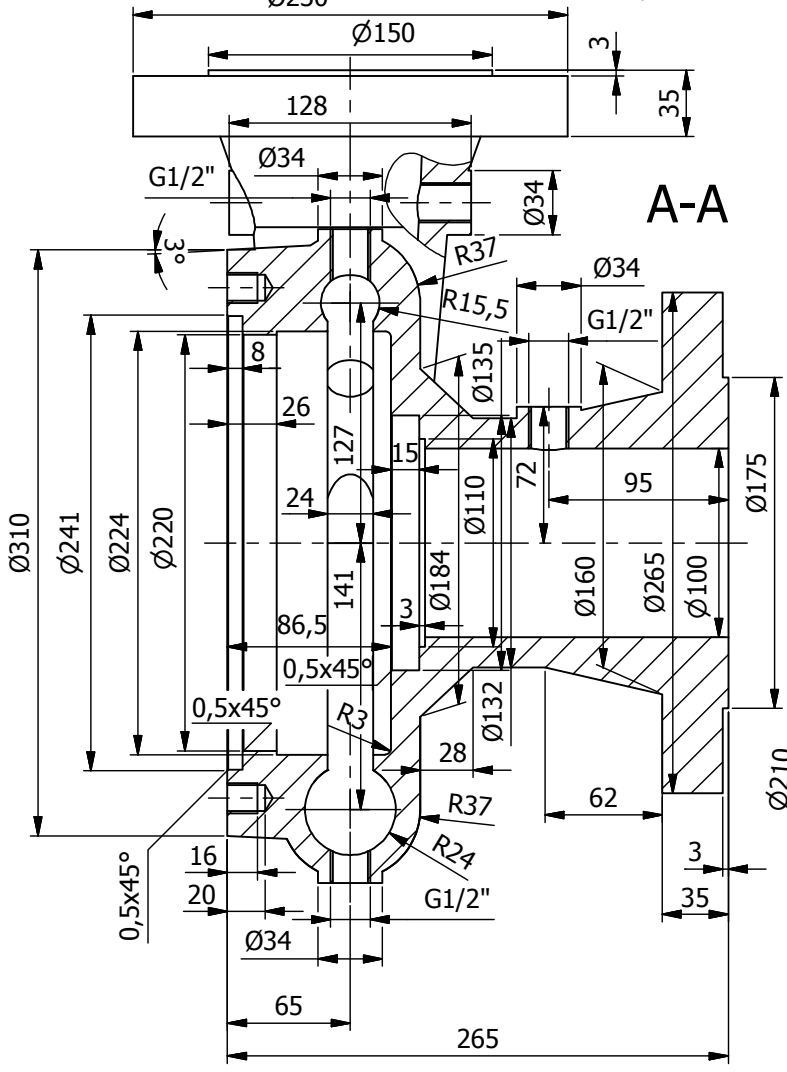 Ø250
Ø150
3
35
128
Ø34
G1/2"
Ø34
A-A
3°
R37
R15,5
Ø34
G1/2"
8
26
Ø135
127
15
24
Ø110
72
95
Ø175
Ø310
Ø241
Ø224
Ø220
141
Ø184
Ø160
Ø265
Ø100
86,5
3
0,5x45°
0,5x45°
R3
Ø132
28
62
Ø210
R37
R24
3
35
16
20
0,5x45°
G1/2"
Ø34
65
265